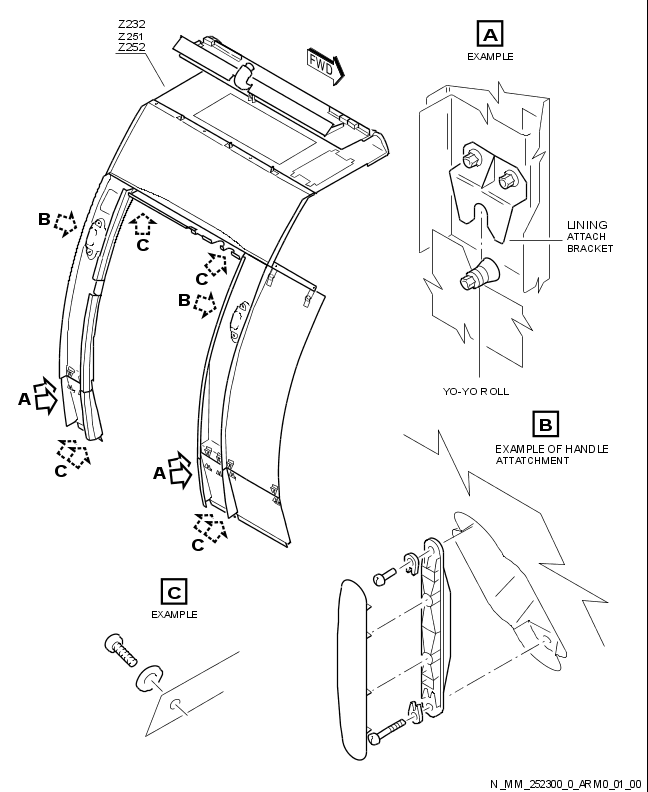 Z232
Z251
Z252
FWD
A
EXAMPLE
LINING
ATTACH
BRACKET
YO-YO ROLL
B
C
C
B
A
C
A
C
B
EXAMPLE OF HANDLE
ATTATCHMENT
C
EXAMPLE
N_MM_252300_0_ARM0_01_00